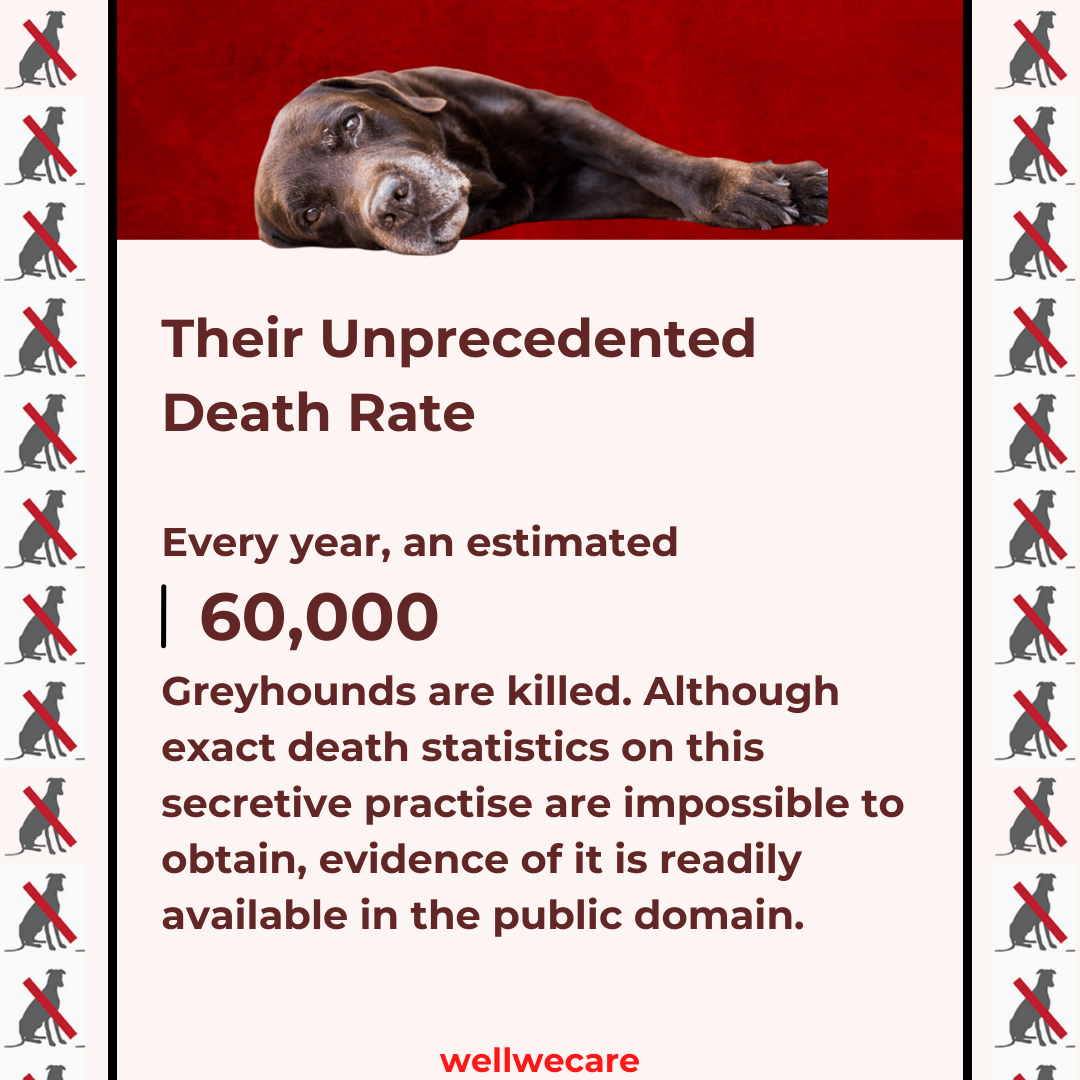 Their Unprecedented
Death Rate
Every year, an estimated
60,000
Greyhounds are killed. Although
exact death statistics on this
secretive practise are impossible to
obtain, evidence of it is readily
available in the public domain.
wellwecare